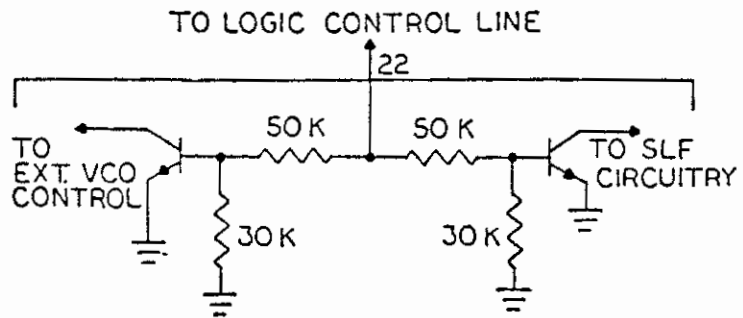 TO LOGIC CONTROL LINE
22
50 K
50 K
TO
EXT. VCO
CONTROL
TO SLF
CIRCUITRY
30 K
30 K